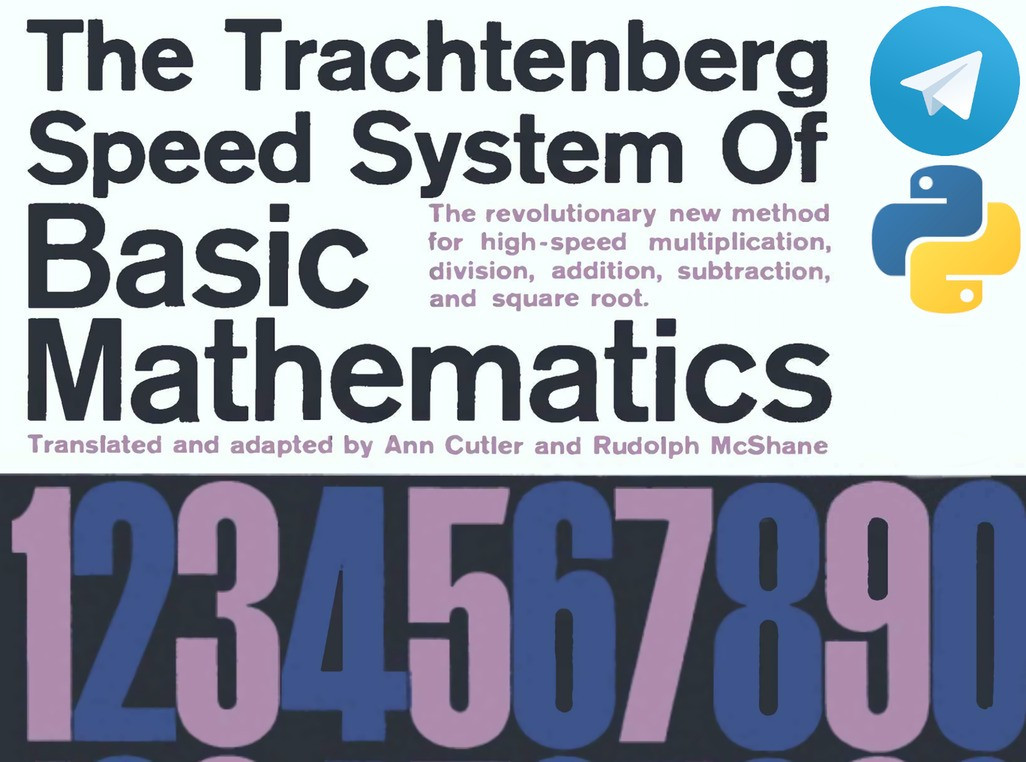 The Trachtenberg
Speed System Of
Basic
The revolutionary new method
for high-speed multiplication,
division, addition, subtraction,
and square root.
Mathematics
Translated and adapted by Ann Cutler and Rudolph McShane
1234567890